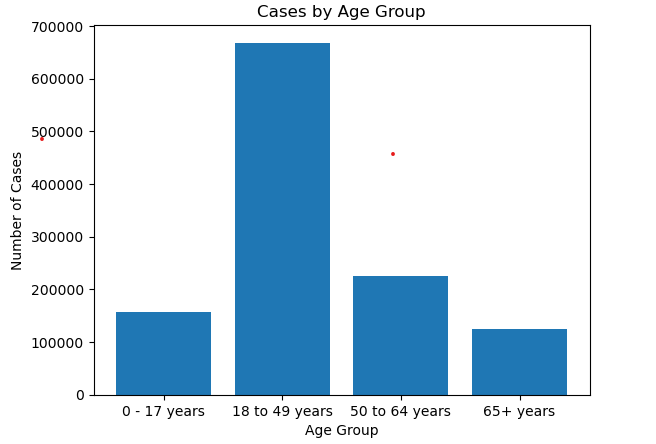 Cases by Age Group
700000
600000
500000
400000
300000
200000
100000
0
Number of Cases
0 - 17 years
18 to 49 years
50 to 64 years
65+ years
Age Group